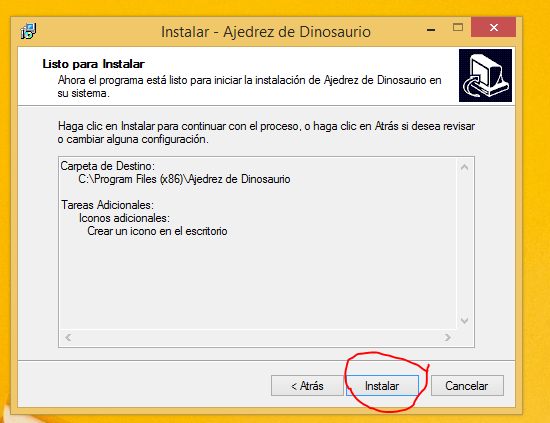 Instalar - Ajedrez de Dinosaurio
Listo para Instalar
Ahora el programa está listo para iniciar la instalación de Ajedrez de Dinosaurio en
su sistema.
Haga clic en Instalar para continuar con el proceso, o haga clic en Atrás si desea revisar
o cambiar alguna configuración.
Carpeta de Destino:
C:\Program Files (x86)\Ajedrez de Dinosaurio
Tareas Adicionales:
Iconos adicionales:
Crear un icono en el escritorio
< Atrás
Instalar
Cancelar